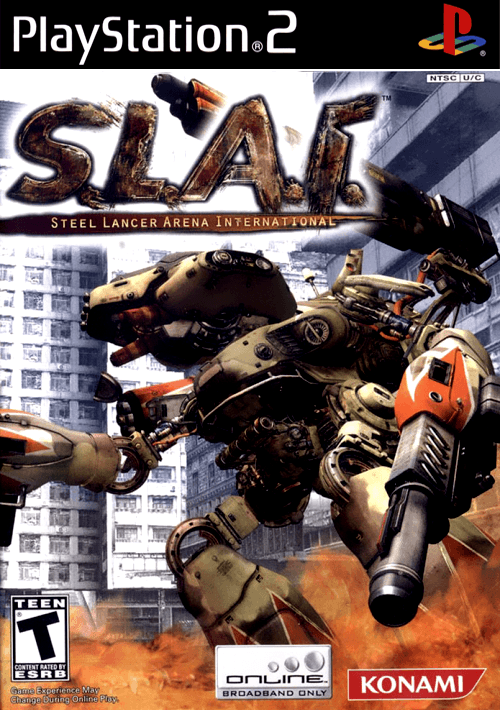 PlayStation®2
®
NTSC U/C
S.L.A.I.™
STEEL LANCER ARENA INTERNATIONAL
TEEN
T
®
CONTENT RATED BY
ESRB
Game Experience May
Change During Online Play.
ONLINE
BROADBAND ONLY
KONAMI